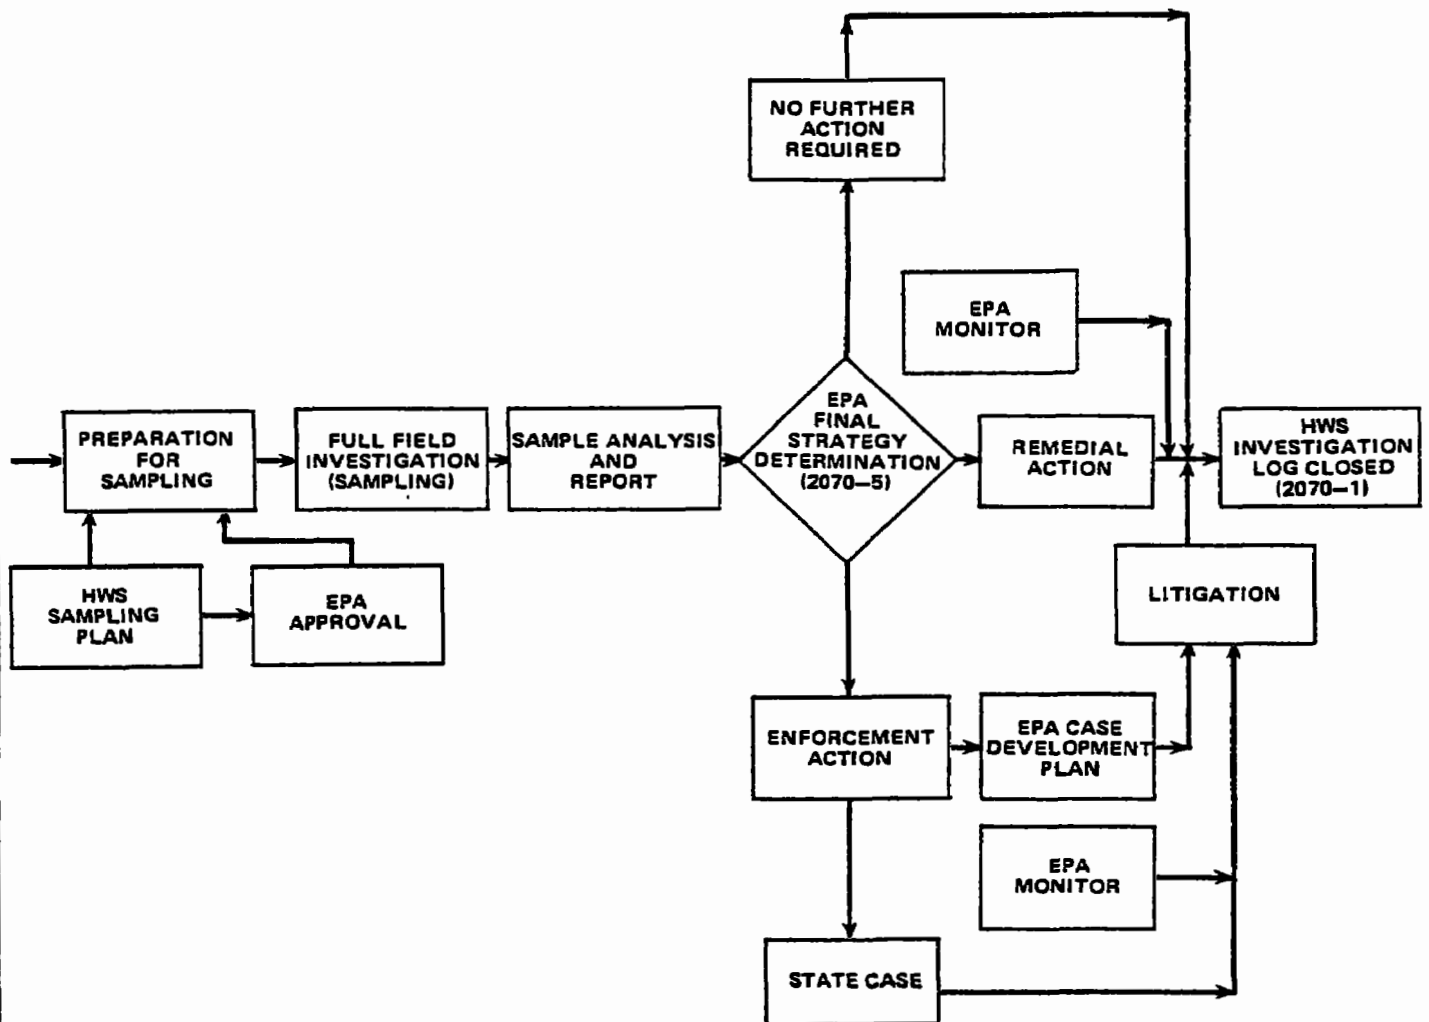 NO FURTHER
ACTION
REQUIRED
EPA
MONITOR
PREPARATION
FOR
SAMPLING
FULL FIELD
INVESTIGATION
(SAMPLING)
SAMPLE ANALYSIS
AND
REPORT
EPA
FINAL
STRATEGY
DETERMINATION
(2070–5)
REMEDIAL
ACTION
HWS
INVESTIGATION
LOG CLOSED
(2070–1)
HWS
SAMPLING
PLAN
EPA
APPROVAL
LITIGATION
ENFORCEMENT
ACTION
EPA CASE
DEVELOPMENT
PLAN
EPA
MONITOR
STATE CASE